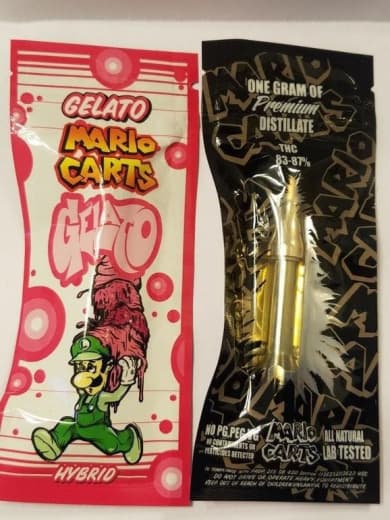 GELATO
MARIO
CARTS
GELATO
HYBRID
ONE GRAM OF
Premium
DISTILLATE
THC
83-87%
NO PG, PEG, VG
NO CONTAMINANTS OR
PESTICIDES DETECTED
MARIO
CARTS
ALL NATURAL
LAB TESTED
DO NOT DRIVE OR OPERATE HEAVY EQUIPMENT
KEEP OUT OF REACH OF CHILDREN